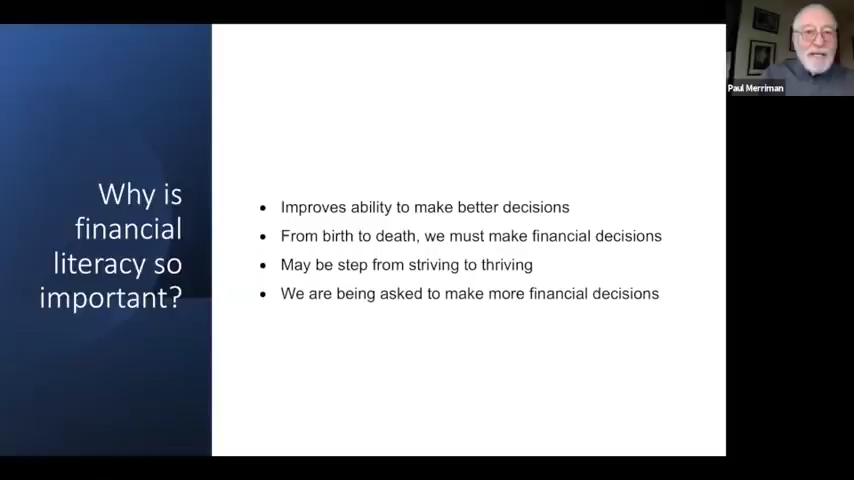 Why is
financial
literacy so
important?
• Improves ability to make better decisions
• From birth to death, we must make financial decisions
• May be step from striving to thriving
• We are being asked to make more financial decisions
Paul Merriman